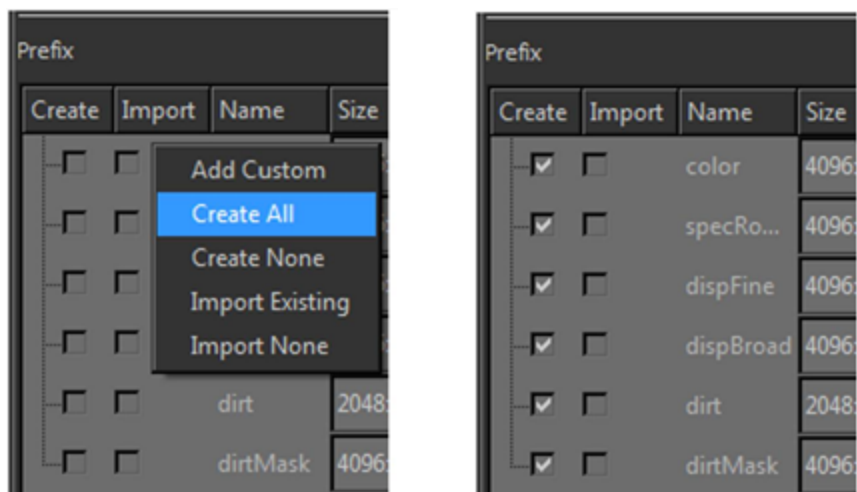 Prefix
Create Import Name Size
Add Custom
Create All
Create None
Import Existing
Import None
dirt 2048
dirtMask 4096
Prefix
Create Import Name Size
color 4096
specRo... 4096
dispFine 4096
dispBroad 4096
dirt 2048
dirtMask 4096